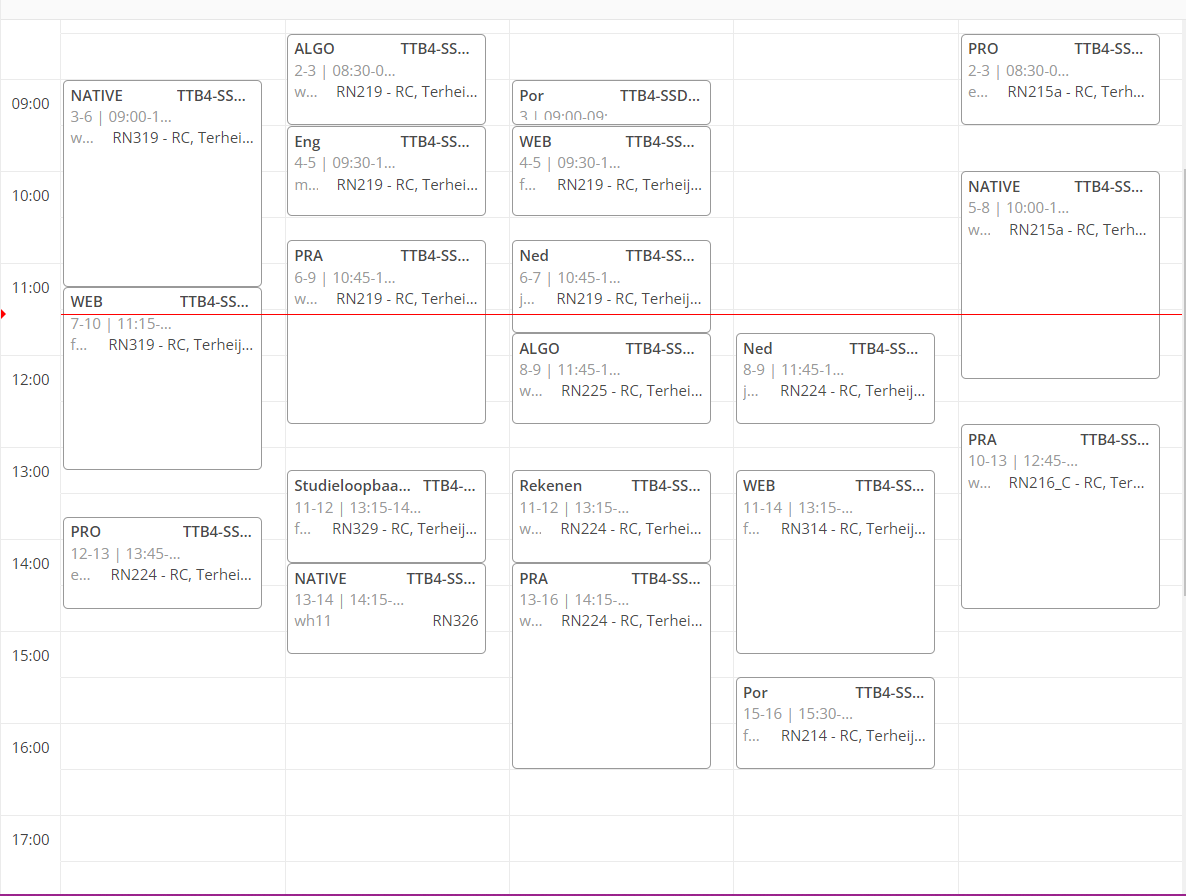 09:00
10:00
11:00
12:00
13:00
14:00
15:00
16:00
17:00
NATIVE TTB4-SS...
3-6 | 09:00-1...
w... RN319 - RC, Terhei...
WEB TTB4-SS...
7-10 | 11:15-...
f... RN319 - RC, Terheij...
PRO TTB4-SS...
12-13 | 13:45-...
e... RN224 - RC, Terhei...
ALGO TTB4-SS...
2-3 | 08:30-0...
w... RN219 - RC, Terhei...
Eng TTB4-SS...
4-5 | 09:30-1...
m... RN219 - RC, Terhei...
PRA TTB4-SS...
6-9 | 10:45-1...
w... RN219 - RC, Terhei...
Studieloopbaa... TTB4-...
11-12 | 13:15-14...
f... RN329 - RC, Terheij...
NATIVE TTB4-SS...
13-14 | 14:15-...
wh11 RN326
Por TTB4-SSD...
3 | 09:00-09:
WEB TTB4-SS...
4-5 | 09:30-1...
f... RN219 - RC, Terheij...
Ned TTB4-SS...
6-7 | 10:45-1...
j... RN219 - RC, Terheij...
ALGO TTB4-SS...
8-9 | 11:45-1...
w... RN225 - RC, Terhei...
Rekenen TTB4-SS...
11-12 | 13:15-...
w... RN224 - RC, Terhei...
PRA TTB4-SS...
13-16 | 14:15-...
w... RN224 - RC, Terhei...
Ned TTB4-SS...
8-9 | 11:45-1...
j... RN224 - RC, Terheij...
WEB TTB4-SS...
11-14 | 13:15-...
f... RN314 - RC, Terheij...
Por TTB4-SS...
15-16 | 15:30-...
f... RN214 - RC, Terheij...
PRO TTB4-SS...
2-3 | 08:30-0...
e... RN215a - RC, Terh...
NATIVE TTB4-SS...
5-8 | 10:00-1...
w... RN215a - RC, Terh...
PRA TTB4-SS...
10-13 | 12:45-...
w... RN216_C - RC, Ter...